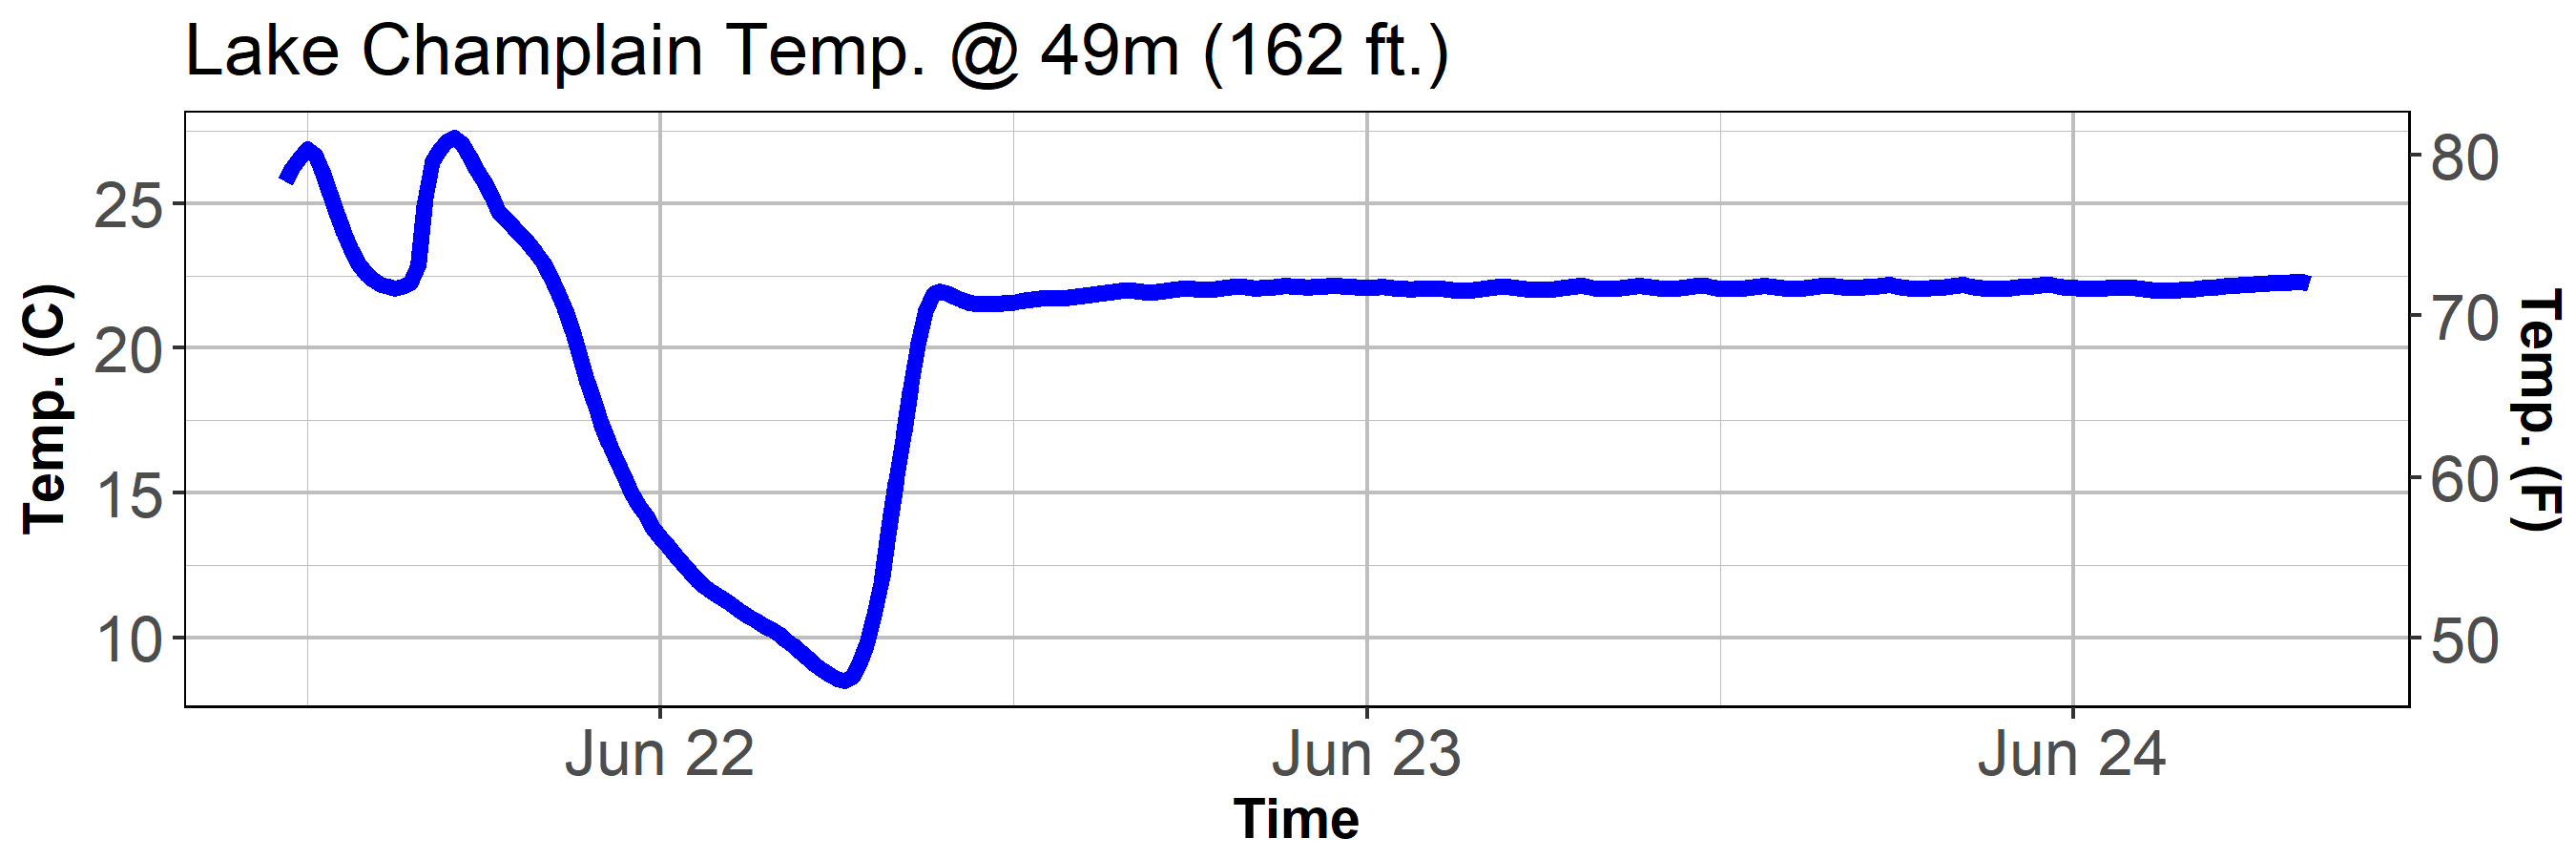 Lake Champlain Temp. @ 49m (162 ft.)
Temp. (C)
25
20
15
10
80
70
60
50
Temp. (F)
Jun 22
Jun 23
Jun 24
Time